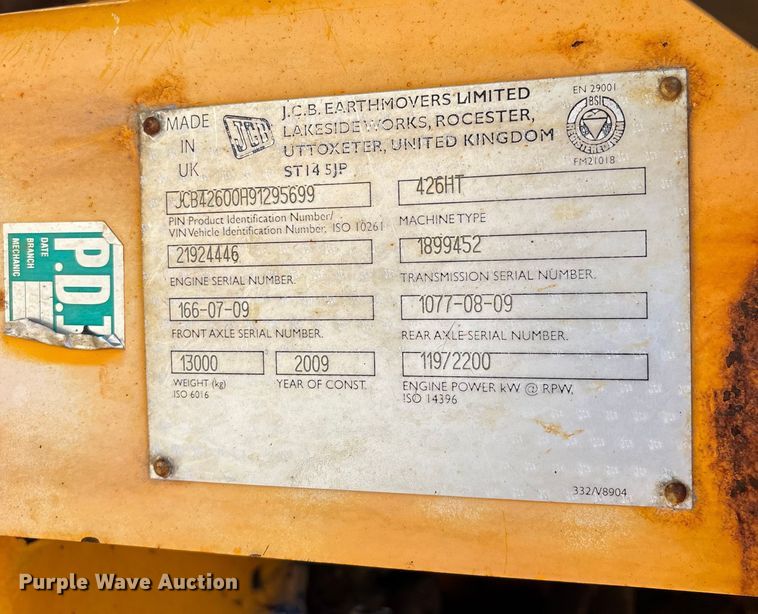 MADE
IN
UK
JCB
J.C.B. EARTHMOVERS LIMITED
LAKESIDE WORKS, ROCESTER,
UTTOXETER, UNITED KINGDOM
ST14 5JP
EN 29001
BSI
FM21018
JCB42600H91295699
PIN Product Identification Number/
VIN Vehicle Identification Number, ISO 10261
426HT
MACHINE TYPE
21924446
ENGINE SERIAL NUMBER.
1899452
TRANSMISSION SERIAL NUMBER.
166-07-09
FRONT AXLE SERIAL NUMBER.
1077-08-09
REAR AXLE SERIAL NUMBER.
13000
WEIGHT (kg)
ISO 6016
2009
YEAR OF CONST.
119/2200
ENGINE POWER kW @ RPW,
ISO 14396
332/V8904
P.D.I
DATE
BRANCH
MECHANIC
Purple Wave Auction